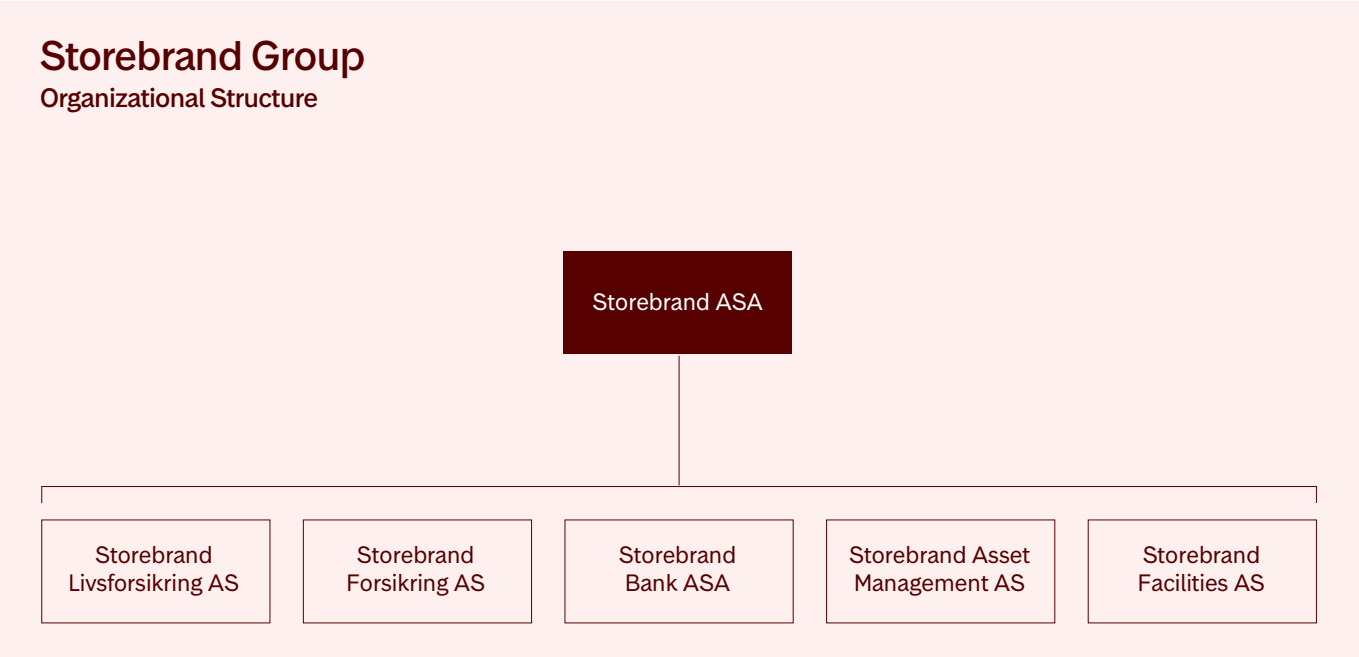 Storebrand Group
Organizational Structure
Storebrand ASA
Storebrand
Livsforsikring AS
Storebrand
Forsikring AS
Storebrand
Bank ASA
Storebrand Asset
Management AS
Storebrand
Facilities AS